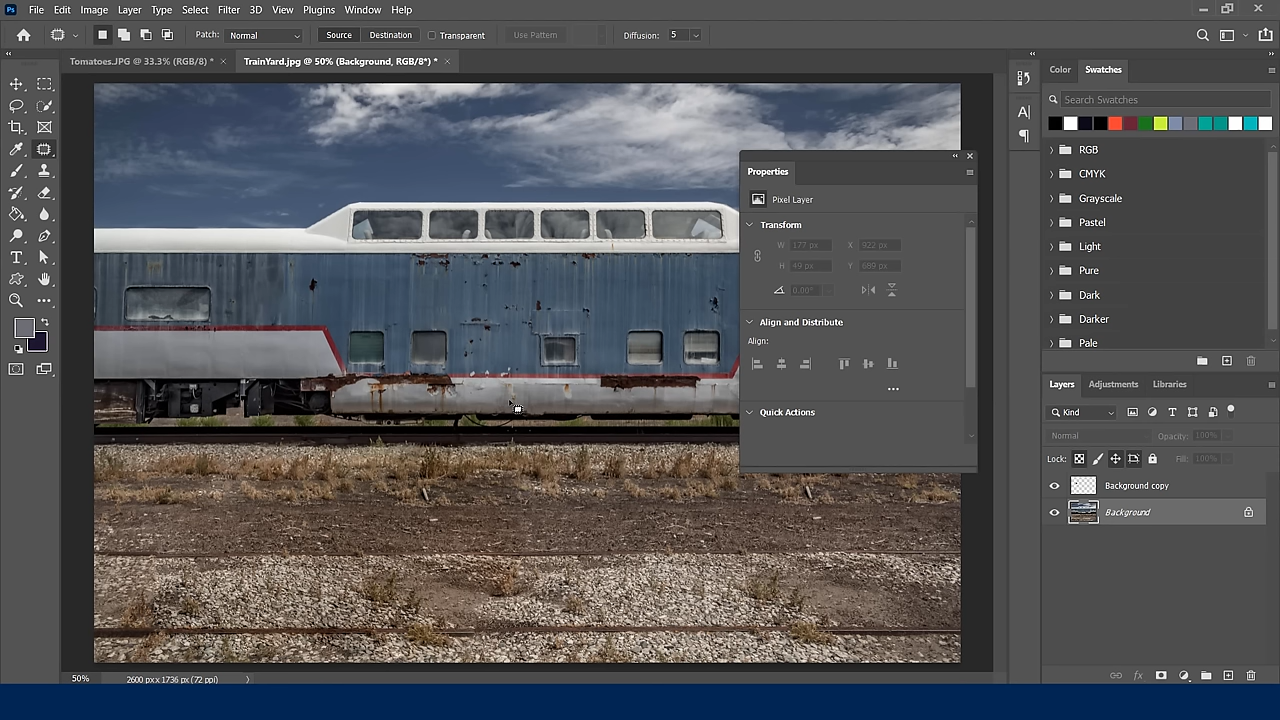 Ps File Edit Image Layer Type Select Filter 3D View Plugins Window Help
Patch: Normal Source Destination Transparent Use Pattern Diffusion: 5
Tomatoes.JPG @ 33.3% (RGB/8) * × TrainYard.jpg @ 50% (Background, RGB/8*) * ×
Color Swatches
Search Swatches
RGB
CMYK
Grayscale
Pastel
Light
Pure
Dark
Darker
Pale
Properties
Pixel Layer
Transform
W 177 px X 922 px
H 49 px Y 689 px
0.00°
Align and Distribute
Align:
Quick Actions
Layers Adjustments Libraries
Kind
Normal Opacity: 100%
Lock: Fill: 100%
Background copy
Background
50% 2600 px x 1736 px (72 ppi)